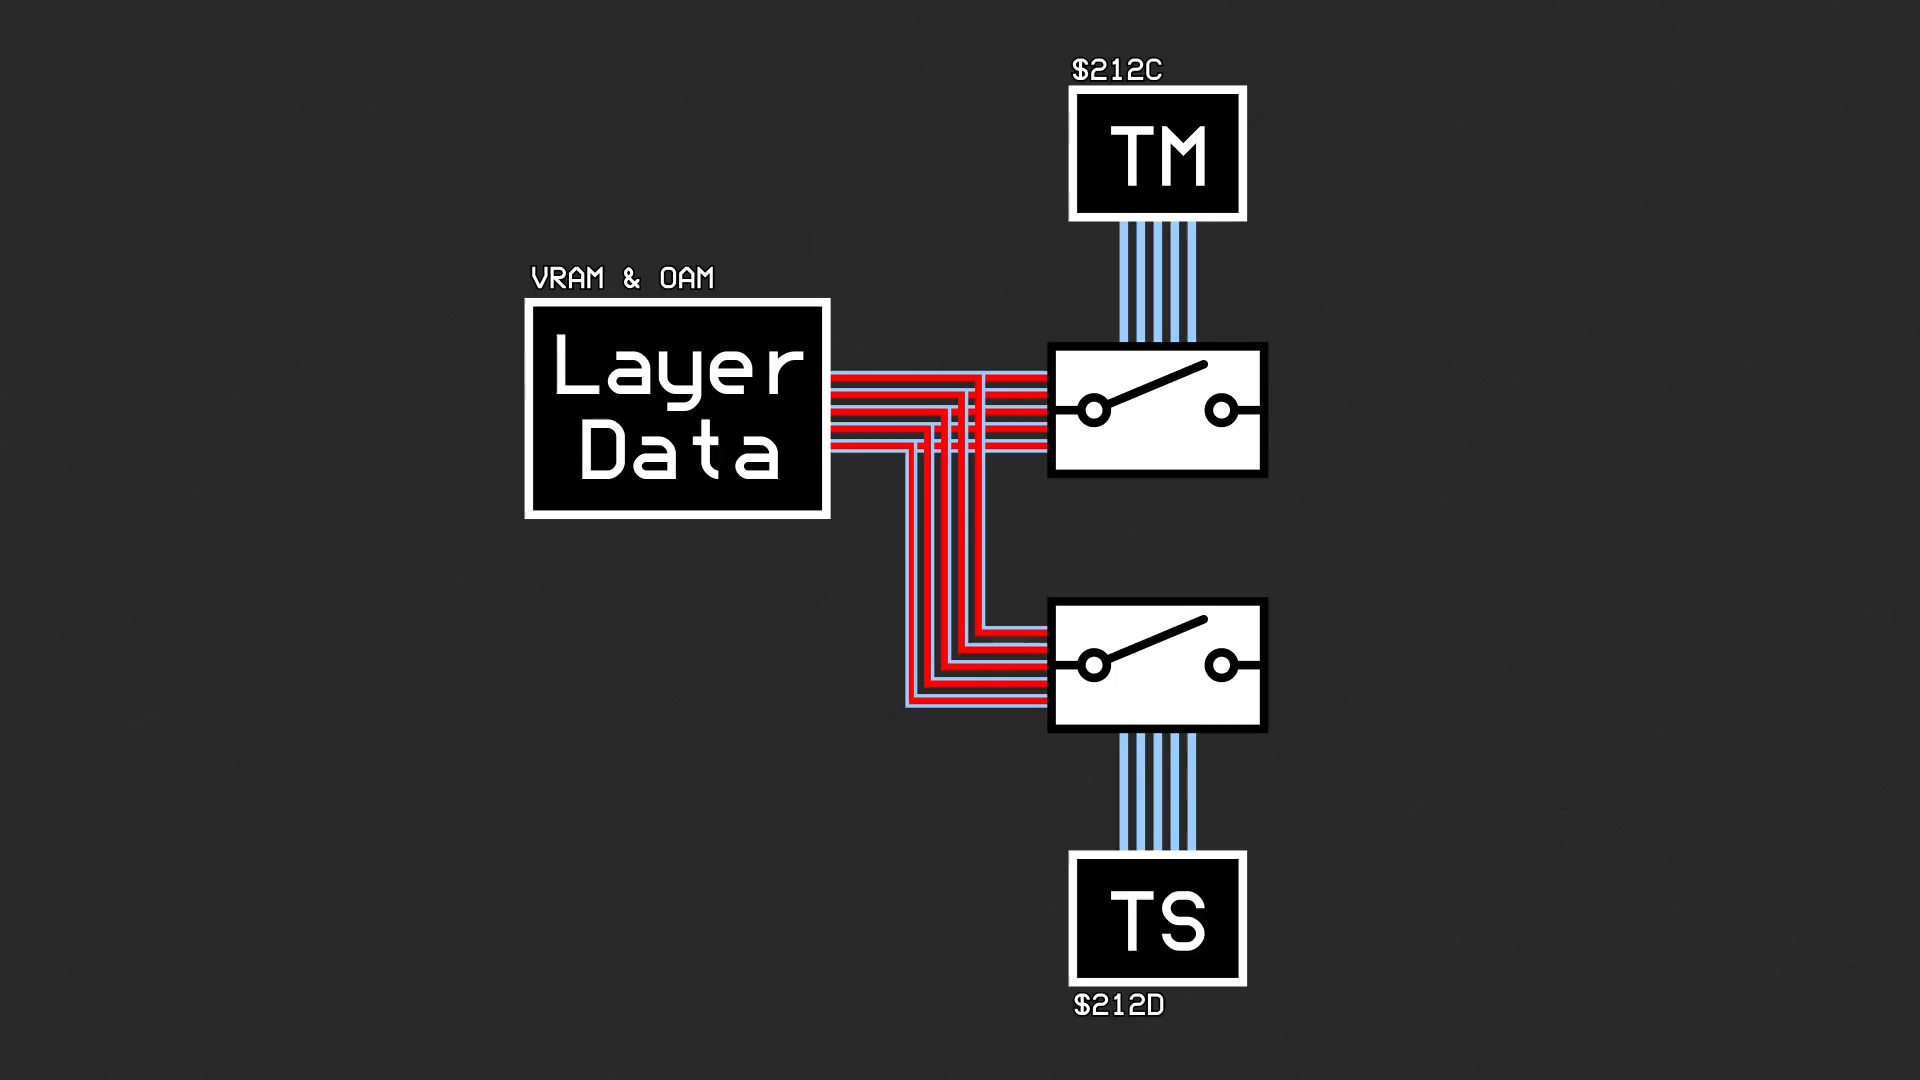 $212C
TM
VRAM & OAM
Layer
Data
TS
$212D